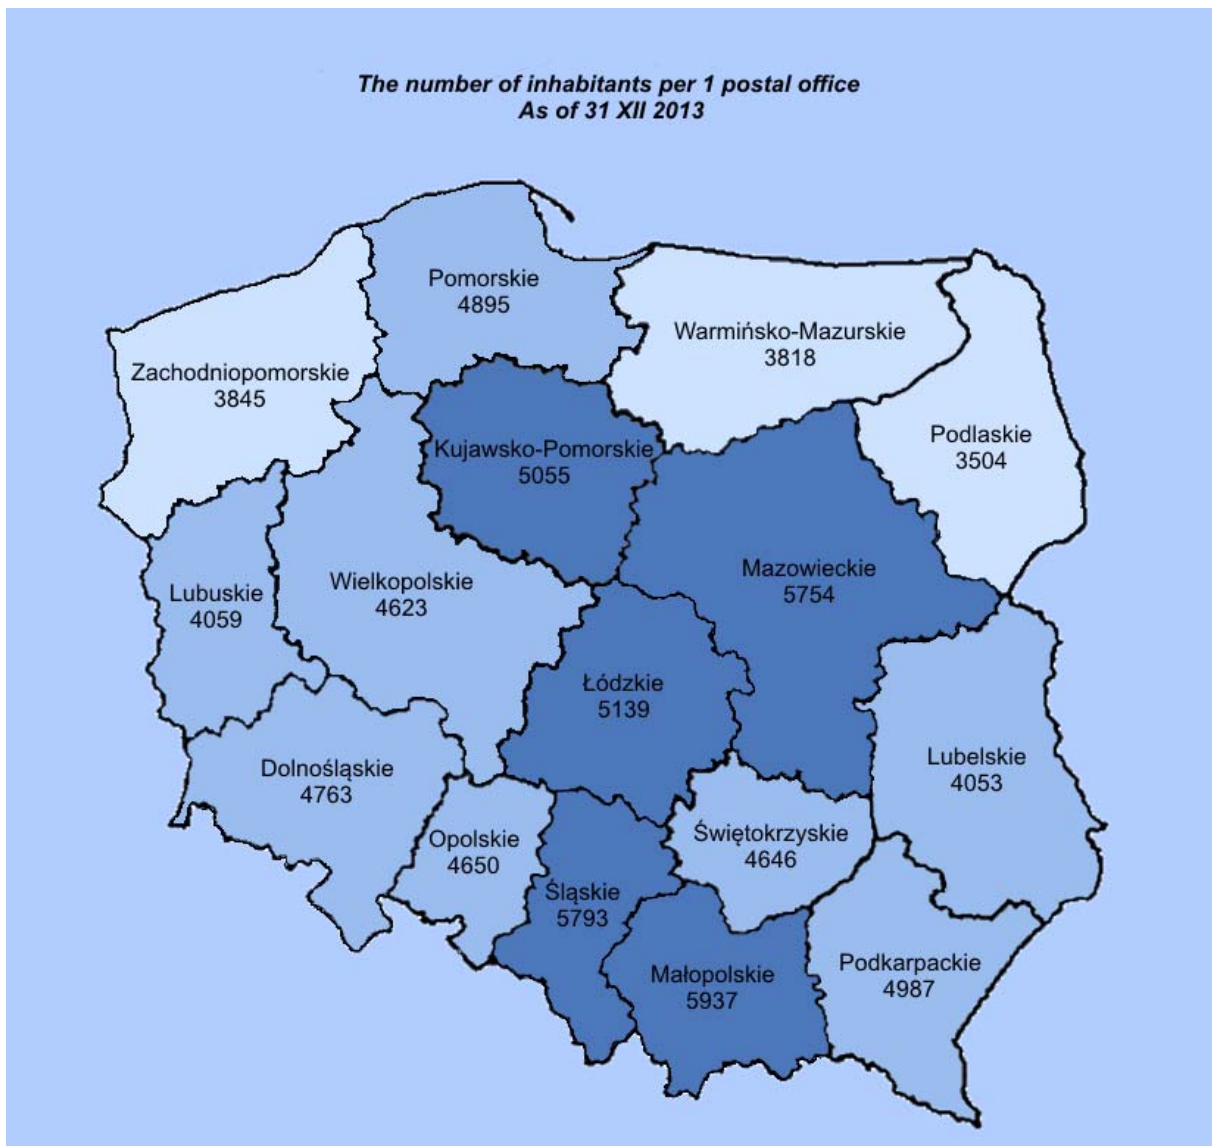 The number of inhabitants per 1 postal office
As of 31 XII 2013
Pomorskie
4895
Warmińsko-Mazurskie
3818
Zachodniopomorskie
3845
Podlaskie
3504
Kujawsko-Pomorskie
5055
Mazowieckie
5754
Wielkopolskie
4623
Lubuskie
4059
Łódzkie
5139
Lubelskie
4053
Dolnośląskie
4763
Świętokrzyskie
4646
Opolskie
4650
Śląskie
5793
Małopolskie
5937
Podkarpackie
4987